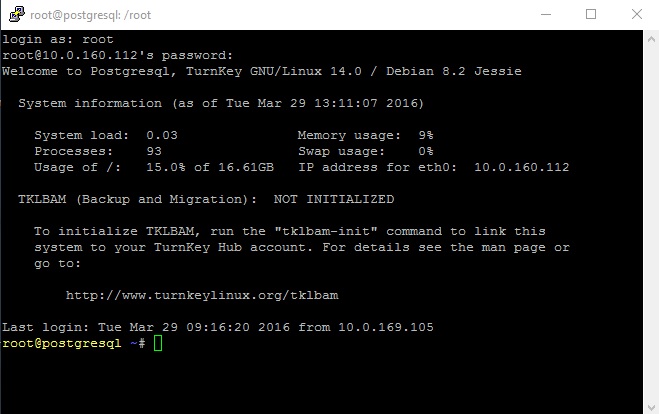 root@postgresql: /root
login as: root
root@10.0.160.112's password:
Welcome to Postgresql, TurnKey GNU/Linux 14.0 / Debian 8.2 Jessie
System information (as of Tue Mar 29 13:11:07 2016)
System load:  0.03    Memory usage:  9%
Processes:    93    Swap usage:    0%
Usage of /:   15.0% of 16.61GB    IP address for eth0:  10.0.160.112
TKLBAM (Backup and Migration):  NOT INITIALIZED
To initialize TKLBAM, run the "tklbam-init" command to link this
system to your TurnKey Hub account. For details see the man page or
go to:
http://www.turnkeylinux.org/tklbam
Last login: Tue Mar 29 09:16:20 2016 from 10.0.169.105
root@postgresql ~#